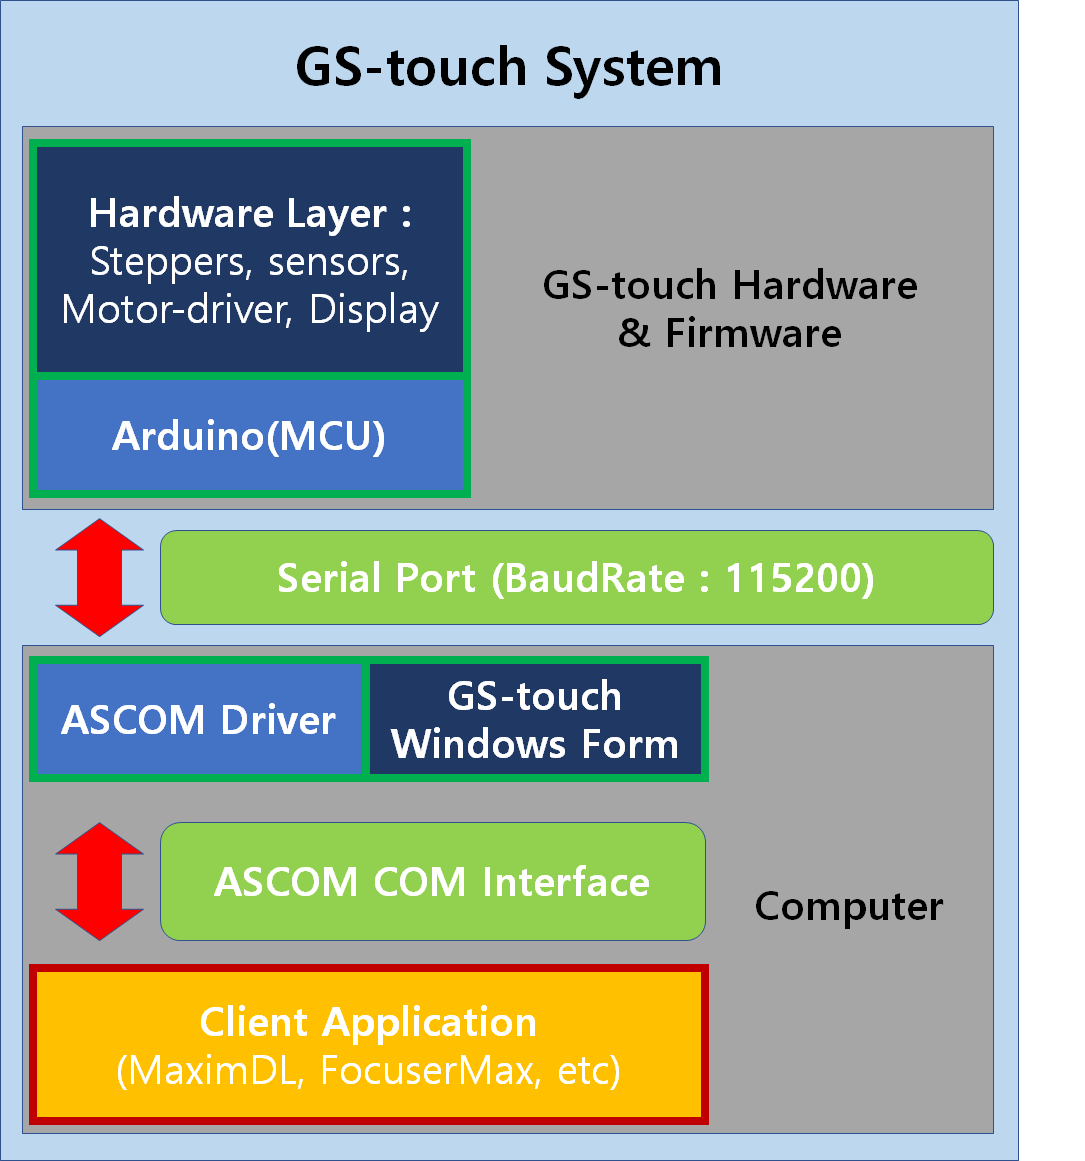 GS-touch System
Hardware Layer :
Steppers, sensors,
Motor-driver, Display
GS-touch Hardware
& Firmware
Arduino(MCU)
Serial Port (BaudRate : 115200)
ASCOM Driver
GS-touch
Windows Form
ASCOM COM Interface
Computer
Client Application
(MaximDL, FocuserMax, etc)